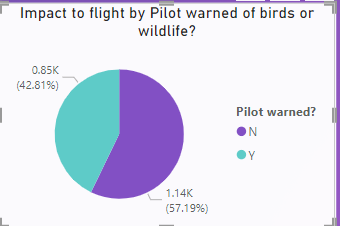 Impact to flight by Pilot warned of birds or
wildlife?
0.85K
(42.81%)
Pilot warned?
N
Y
1.14K
(57.19%)